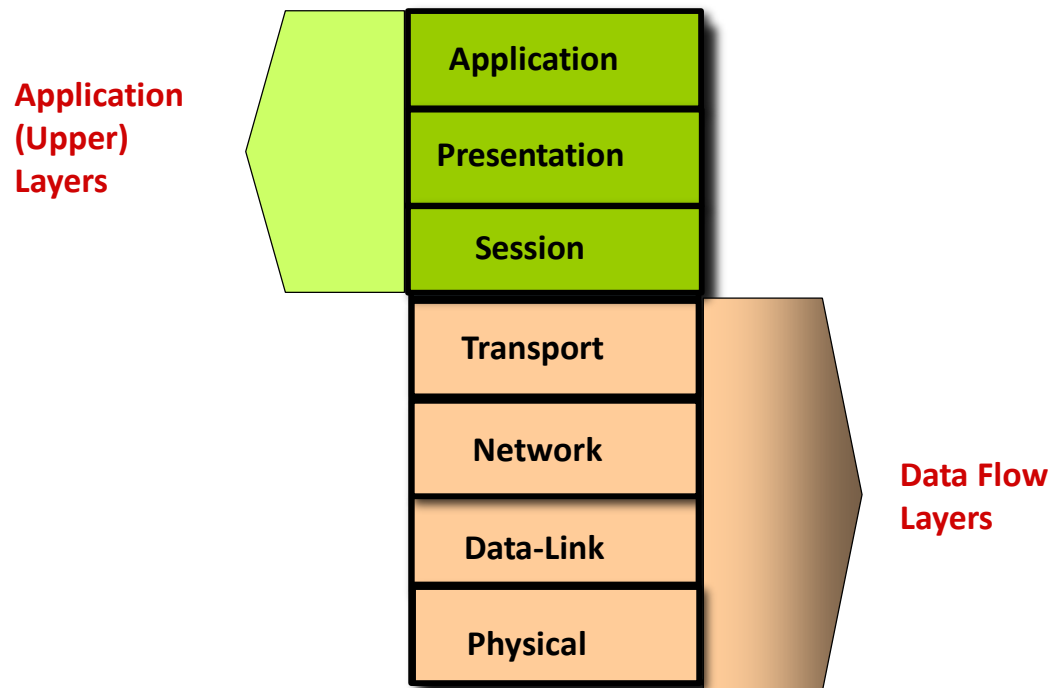 Application
(Upper)
Layers
Application
Presentation
Session
Transport
Network
Data-Link
Physical
Data Flow
Layers